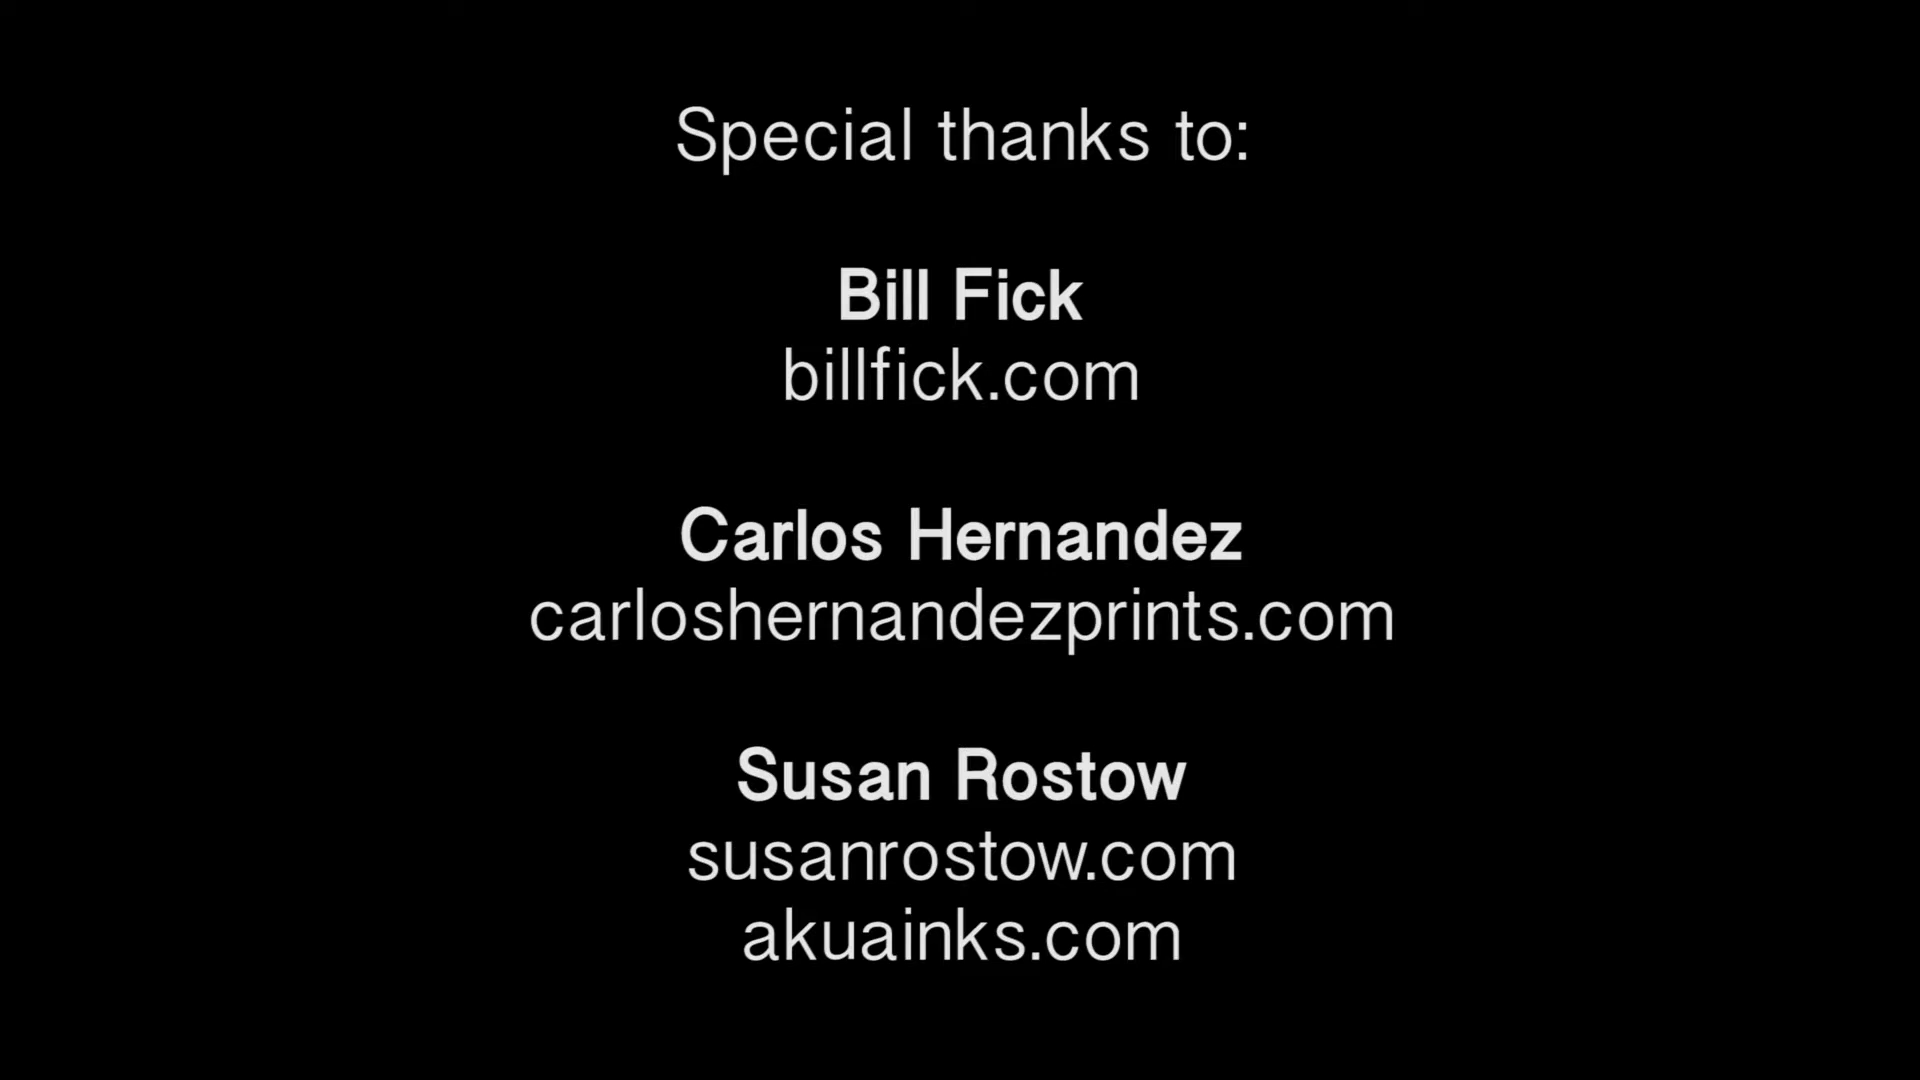 Special thanks to:
Bill Fick
billfick.com
Carlos Hernandez
carloshernandezprints.com
Susan Rostow
susanrostow.com
akuainks.com